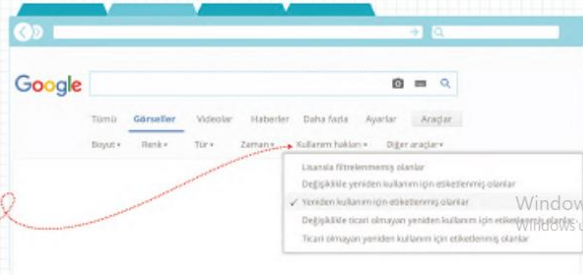 Google
Tümü Görseller Videolar Haberler Daha fazla Ayarlar Araçlar
Boyut Renk Tür Zaman Kullanım hakları Diğer araçlar
Lisansla filtrelenmemiş olanlar
Değişiklikle yeniden kullanım için etiketlenmiş olanlar
✓ Yeniden kullanım için etiketlenmiş olanlar
Değişiklikle ticari olmayan yeniden kullanım için etiketlenmiş olanlar
Ticari olmayan yeniden kullanım için etiketlenmiş olanlar
Window
Windows'u